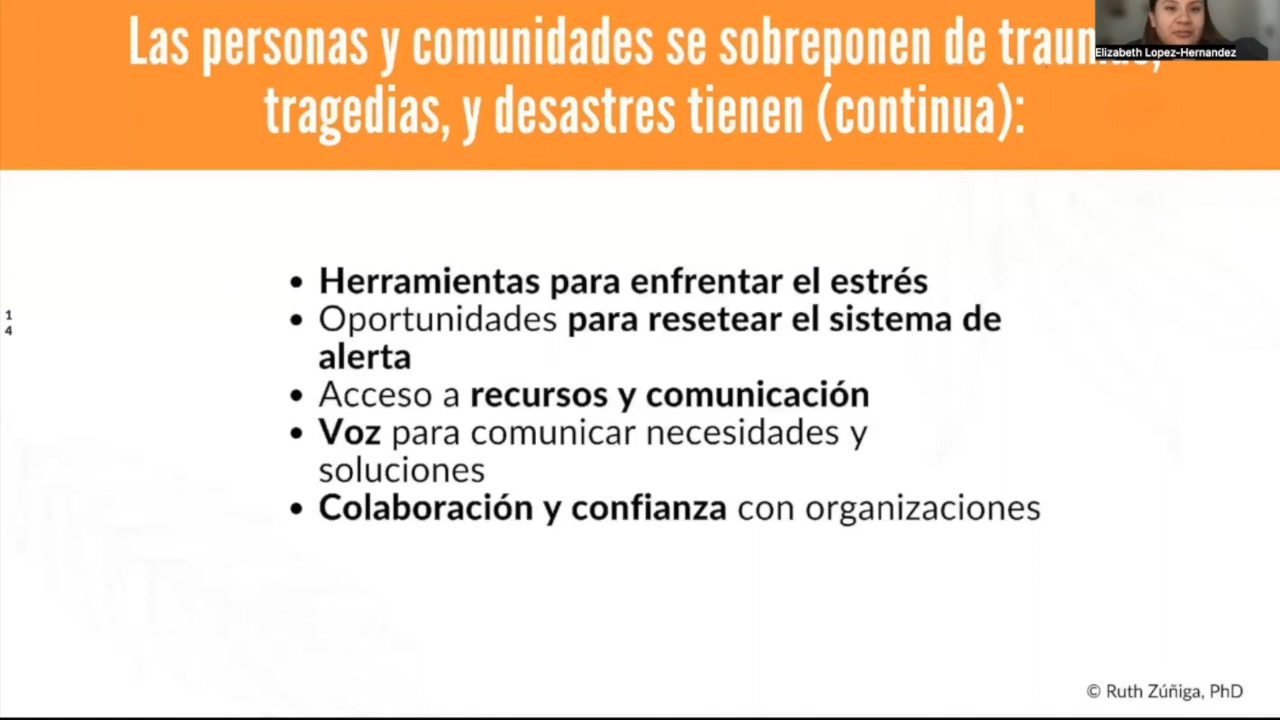 Las personas y comunidades se sobreponen de
Elizabeth Lopez-Hernandez
tragedias, y desastres tienen (continua):
• Herramientas para enfrentar el estrés
• Oportunidades para resetear el sistema de
alerta
• Acceso a recursos y comunicación
• Voz para comunicar necesidades y
soluciones
• Colaboración y confianza con organizaciones
1
4
© Ruth Zúñiga, PhD